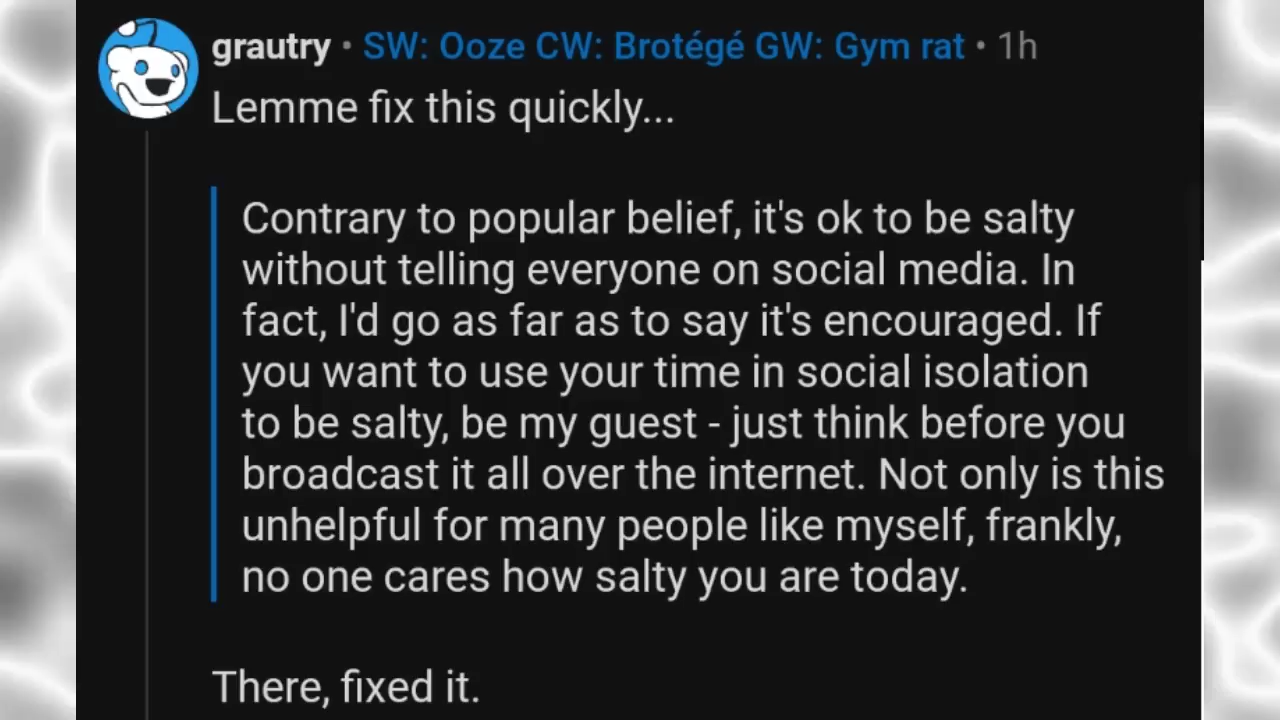 grautry • SW: Ooze CW: Brotégé GW: Gym rat • 1h
Lemme fix this quickly...
Contrary to popular belief, it's ok to be salty
without telling everyone on social media. In
fact, I'd go as far as to say it's encouraged. If
you want to use your time in social isolation
to be salty, be my guest - just think before you
broadcast it all over the internet. Not only is this
unhelpful for many people like myself, frankly,
no one cares how salty you are today.
There, fixed it.